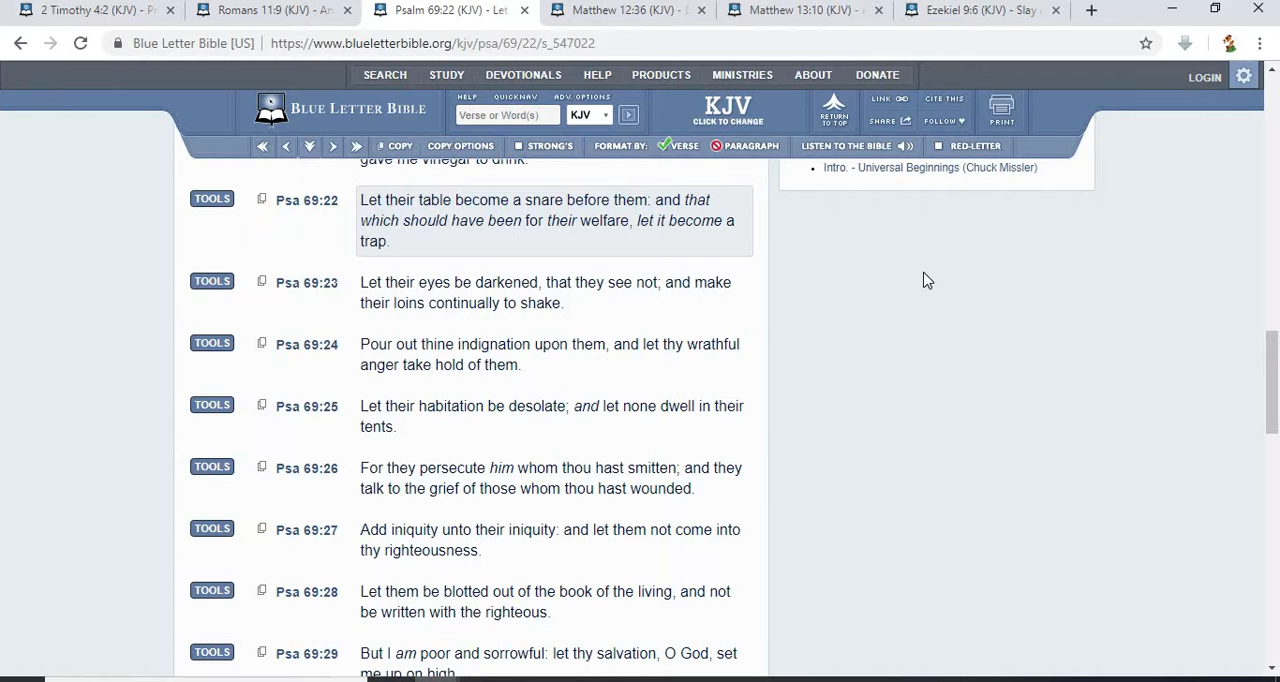 2 Timothy 4:2 (KJV) - Pr
Romans 11:9 (KJV) - An
Psalm 69:22 (KJV) - Let
Matthew 12:36 (KJV) - B
Matthew 13:10 (KJV) - A
Ezekiel 9:6 (KJV) - Slay
Blue Letter Bible [US] | https://www.blueletterbible.org/kjv/psa/69/22/s_547022
SEARCH STUDY DEVOTIONALS HELP PRODUCTS MINISTRIES ABOUT DONATE LOGIN
BLUE LETTER BIBLE
HELP QUICKNAV ADV. OPTIONS
Verse or Word(s) KJV
KJV
CLICK TO CHANGE
RETURN
TO TOP
LINK CITE THIS
SHARE FOLLOW
PRINT
COPY COPY OPTIONS STRONG'S FORMAT BY: VERSE PARAGRAPH LISTEN TO THE BIBLE RED-LETTER
gave me vinegar to drink.
Intro. - Universal Beginnings (Chuck Missler)
TOOLS Psa 69:22 Let their table become a snare before them: and that
which should have been for their welfare, let it become a
trap.
TOOLS Psa 69:23 Let their eyes be darkened, that they see not; and make
their loins continually to shake.
TOOLS Psa 69:24 Pour out thine indignation upon them, and let thy wrathful
anger take hold of them.
TOOLS Psa 69:25 Let their habitation be desolate; and let none dwell in their
tents.
TOOLS Psa 69:26 For they persecute him whom thou hast smitten; and they
talk to the grief of those whom thou hast wounded.
TOOLS Psa 69:27 Add iniquity unto their iniquity: and let them not come into
thy righteousness.
TOOLS Psa 69:28 Let them be blotted out of the book of the living, and not
be written with the righteous.
TOOLS Psa 69:29 But I am poor and sorrowful: let thy salvation, O God, set
me up on high.